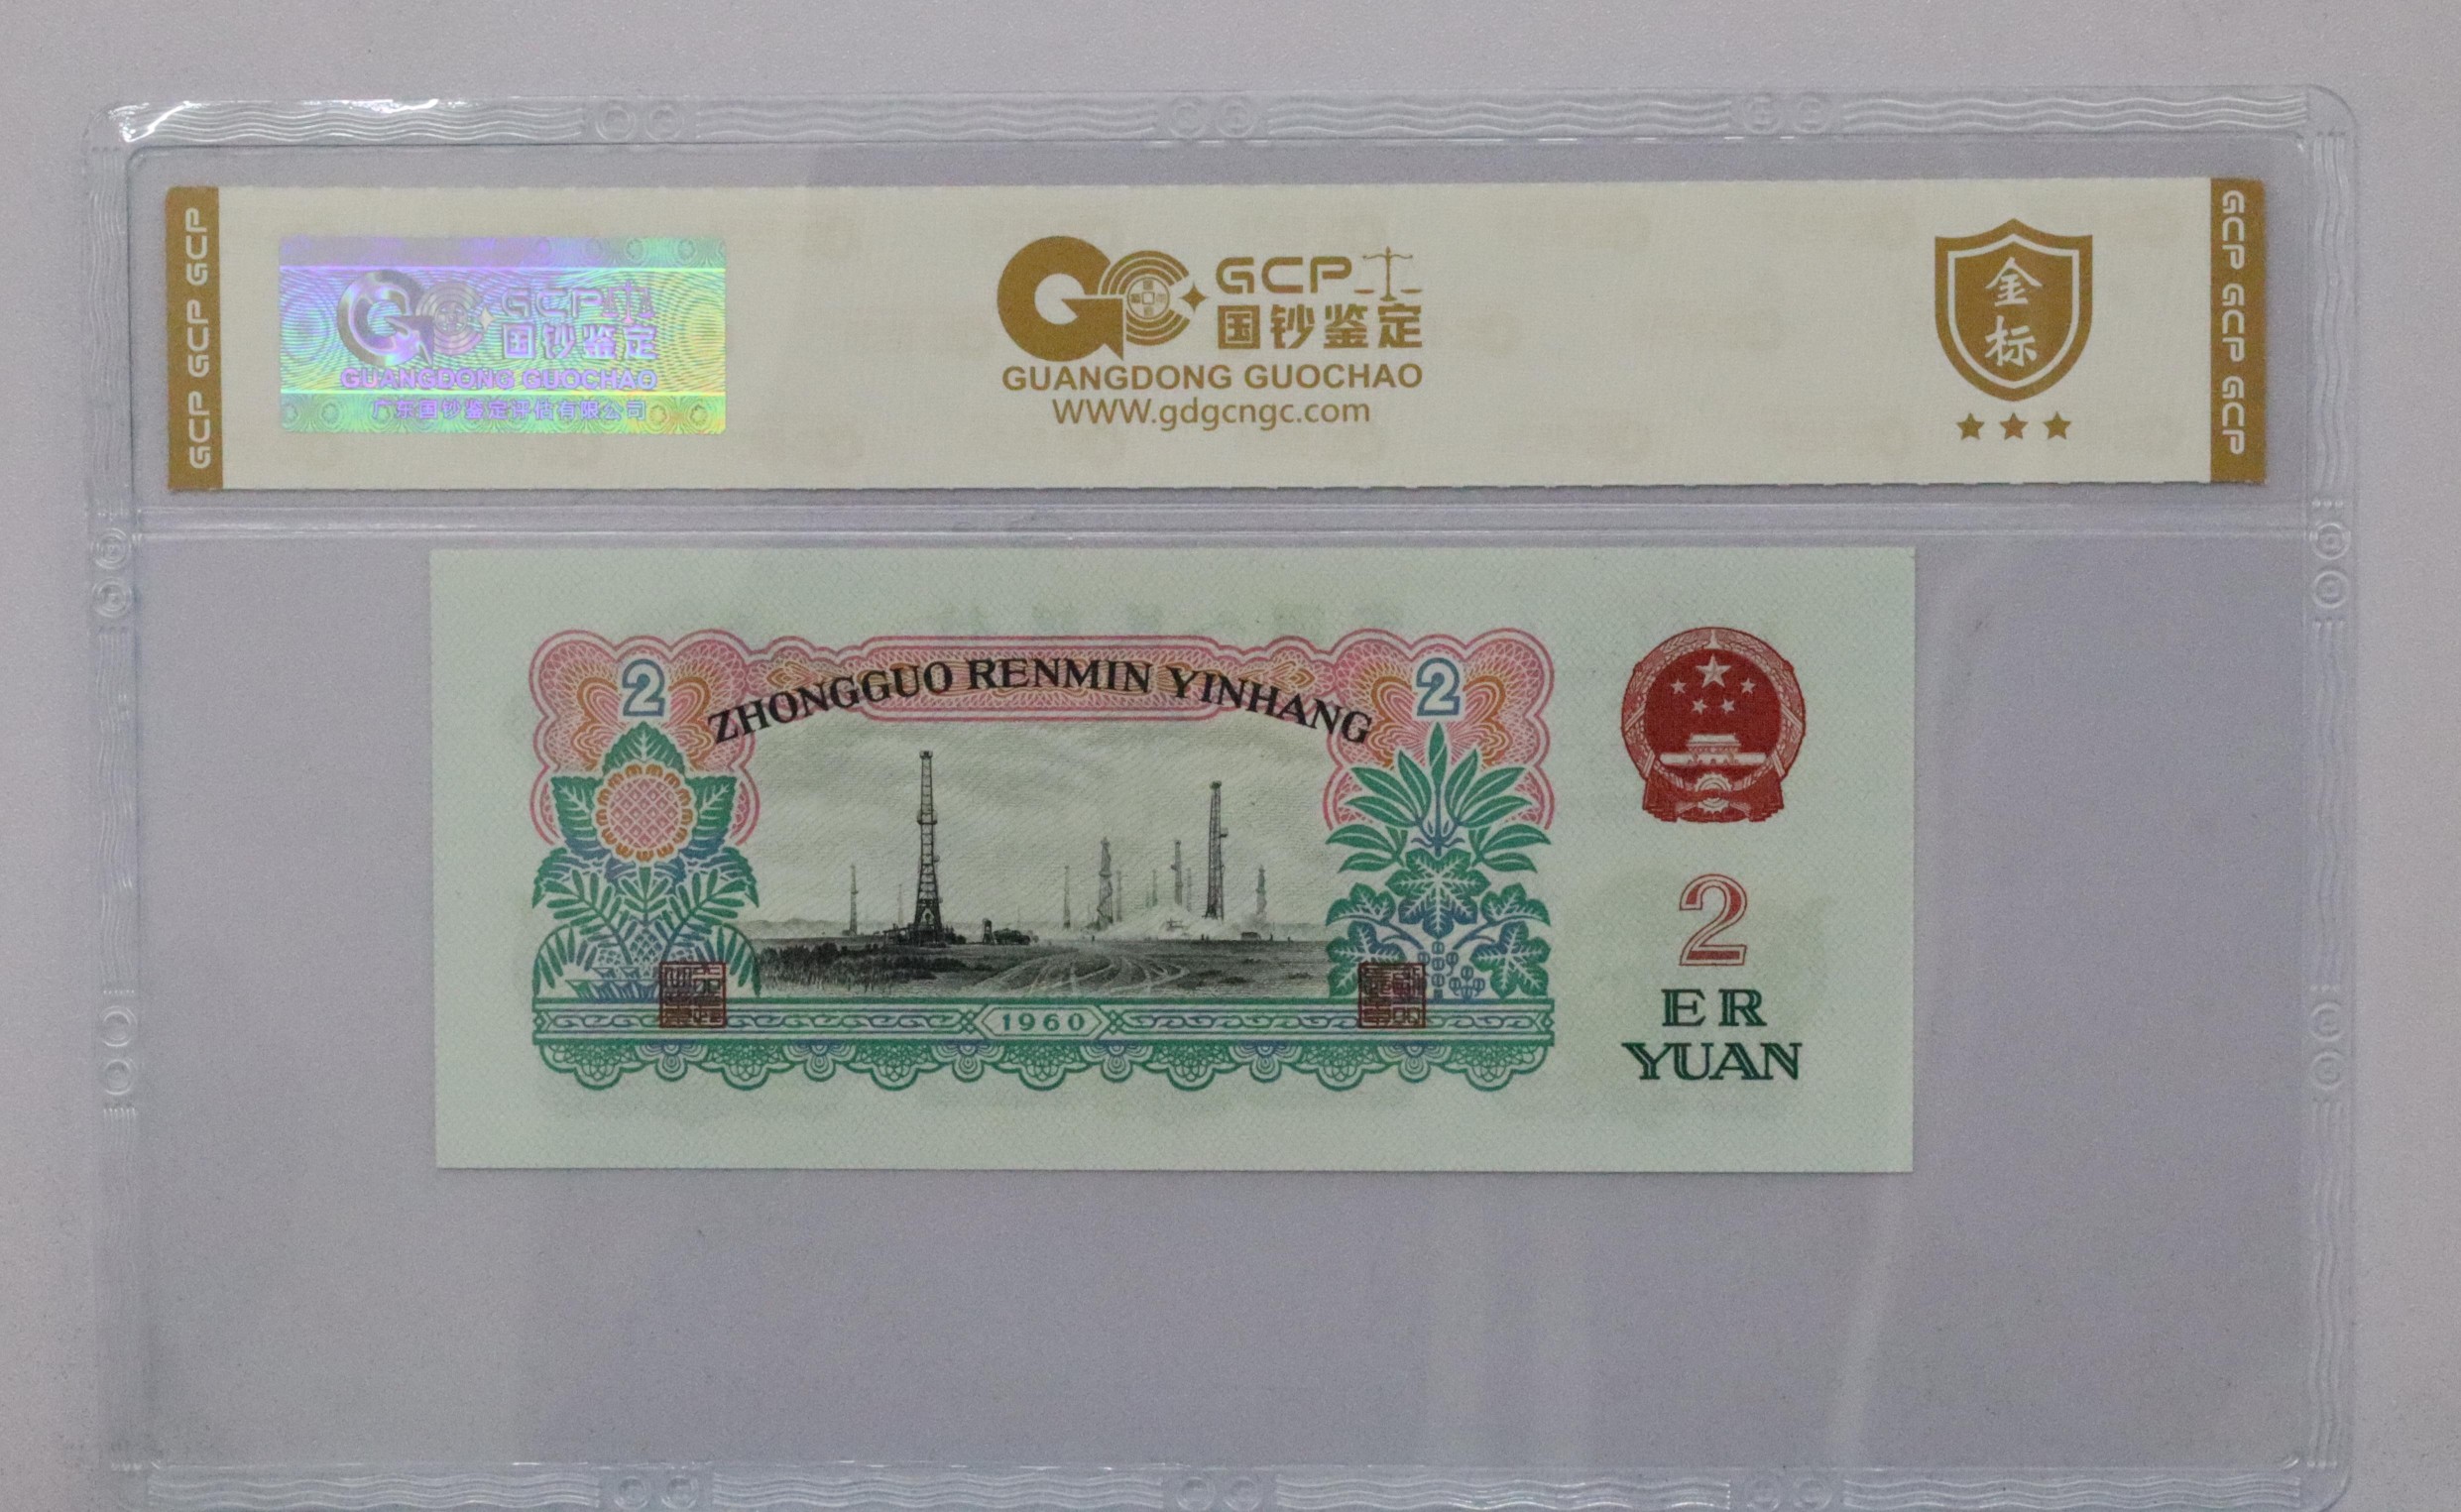 GCP GCP GCP
GCP
国钞鉴定
GUANGDONG GUOCHAO
广东国钞鉴定评估有限公司
GCP
国钞鉴定
GUANGDONG GUOCHAO
WWW.gdgcngc.com
金
标
GCP GCP GCP
2
ZHONGGUO RENMIN YINHANG
2
1960
2
ER
YUAN